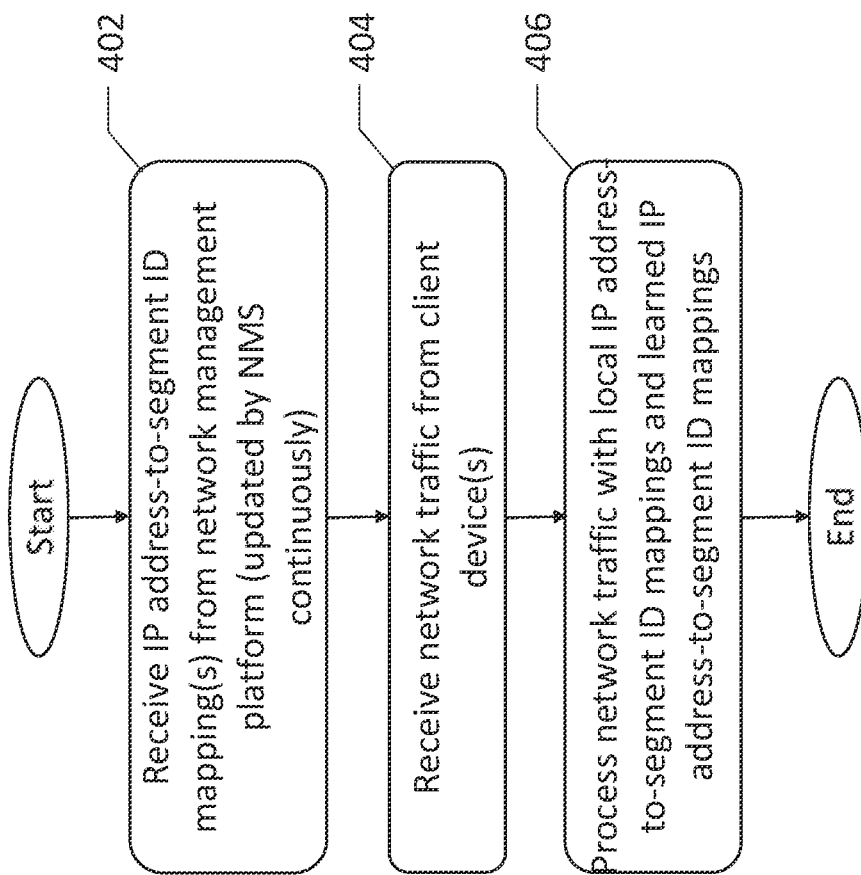 Start
402
Receive IP address-to-segment ID
mapping(s) from network management
platform (updated by NMS
continuously)
404
Receive network traffic from client
device(s)
406
Process network traffic with local IP address-
to-segment ID mappings and learned IP
address-to-segment ID mappings
End